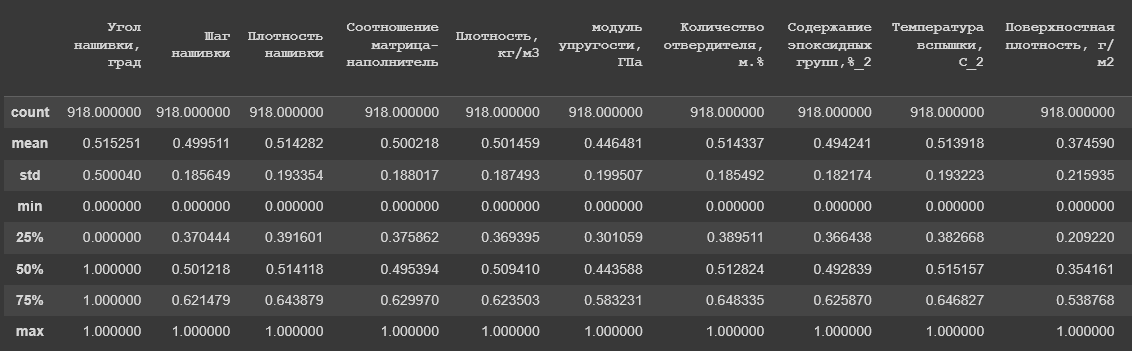 Угол нашивки, град Шаг нашивки Плотность нашивки Соотношение матрица-наполнитель Плотность, кг/м3 модуль упругости, ГПа Количество отвердителя, м.% Содержание эпоксидных групп,%_2 Температура вспышки, С_2 Поверхностная плотность, г/м2
count 918.000000 918.000000 918.000000 918.000000 918.000000 918.000000 918.000000 918.000000 918.000000 918.000000
mean 0.515251 0.499511 0.514282 0.500218 0.501459 0.446481 0.514337 0.494241 0.513918 0.374590
std 0.500040 0.185649 0.193354 0.188017 0.187493 0.199507 0.185492 0.182174 0.193223 0.215935
min 0.000000 0.000000 0.000000 0.000000 0.000000 0.000000 0.000000 0.000000 0.000000 0.000000
25% 0.000000 0.370444 0.391601 0.375862 0.369395 0.301059 0.389511 0.366438 0.382668 0.209220
50% 1.000000 0.501218 0.514118 0.495394 0.509410 0.443588 0.512824 0.492839 0.515157 0.354161
75% 1.000000 0.621479 0.643879 0.629970 0.623503 0.583231 0.648335 0.625870 0.646827 0.538768
max 1.000000 1.000000 1.000000 1.000000 1.000000 1.000000 1.000000 1.000000 1.000000 1.000000